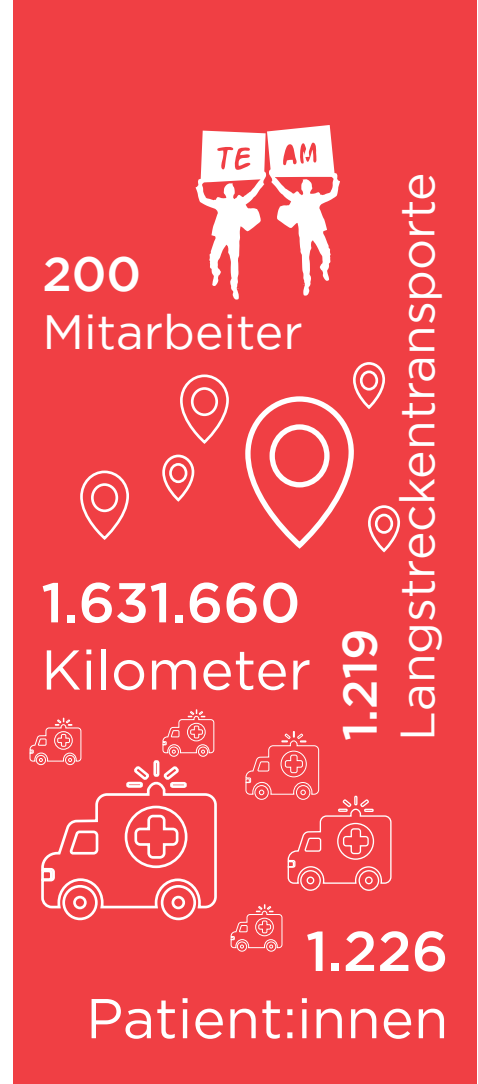 TE AM
200
Mitarbeiter
1.631.660
Kilometer
1.219
Langstreckentransporte
1.226
Patient:innen